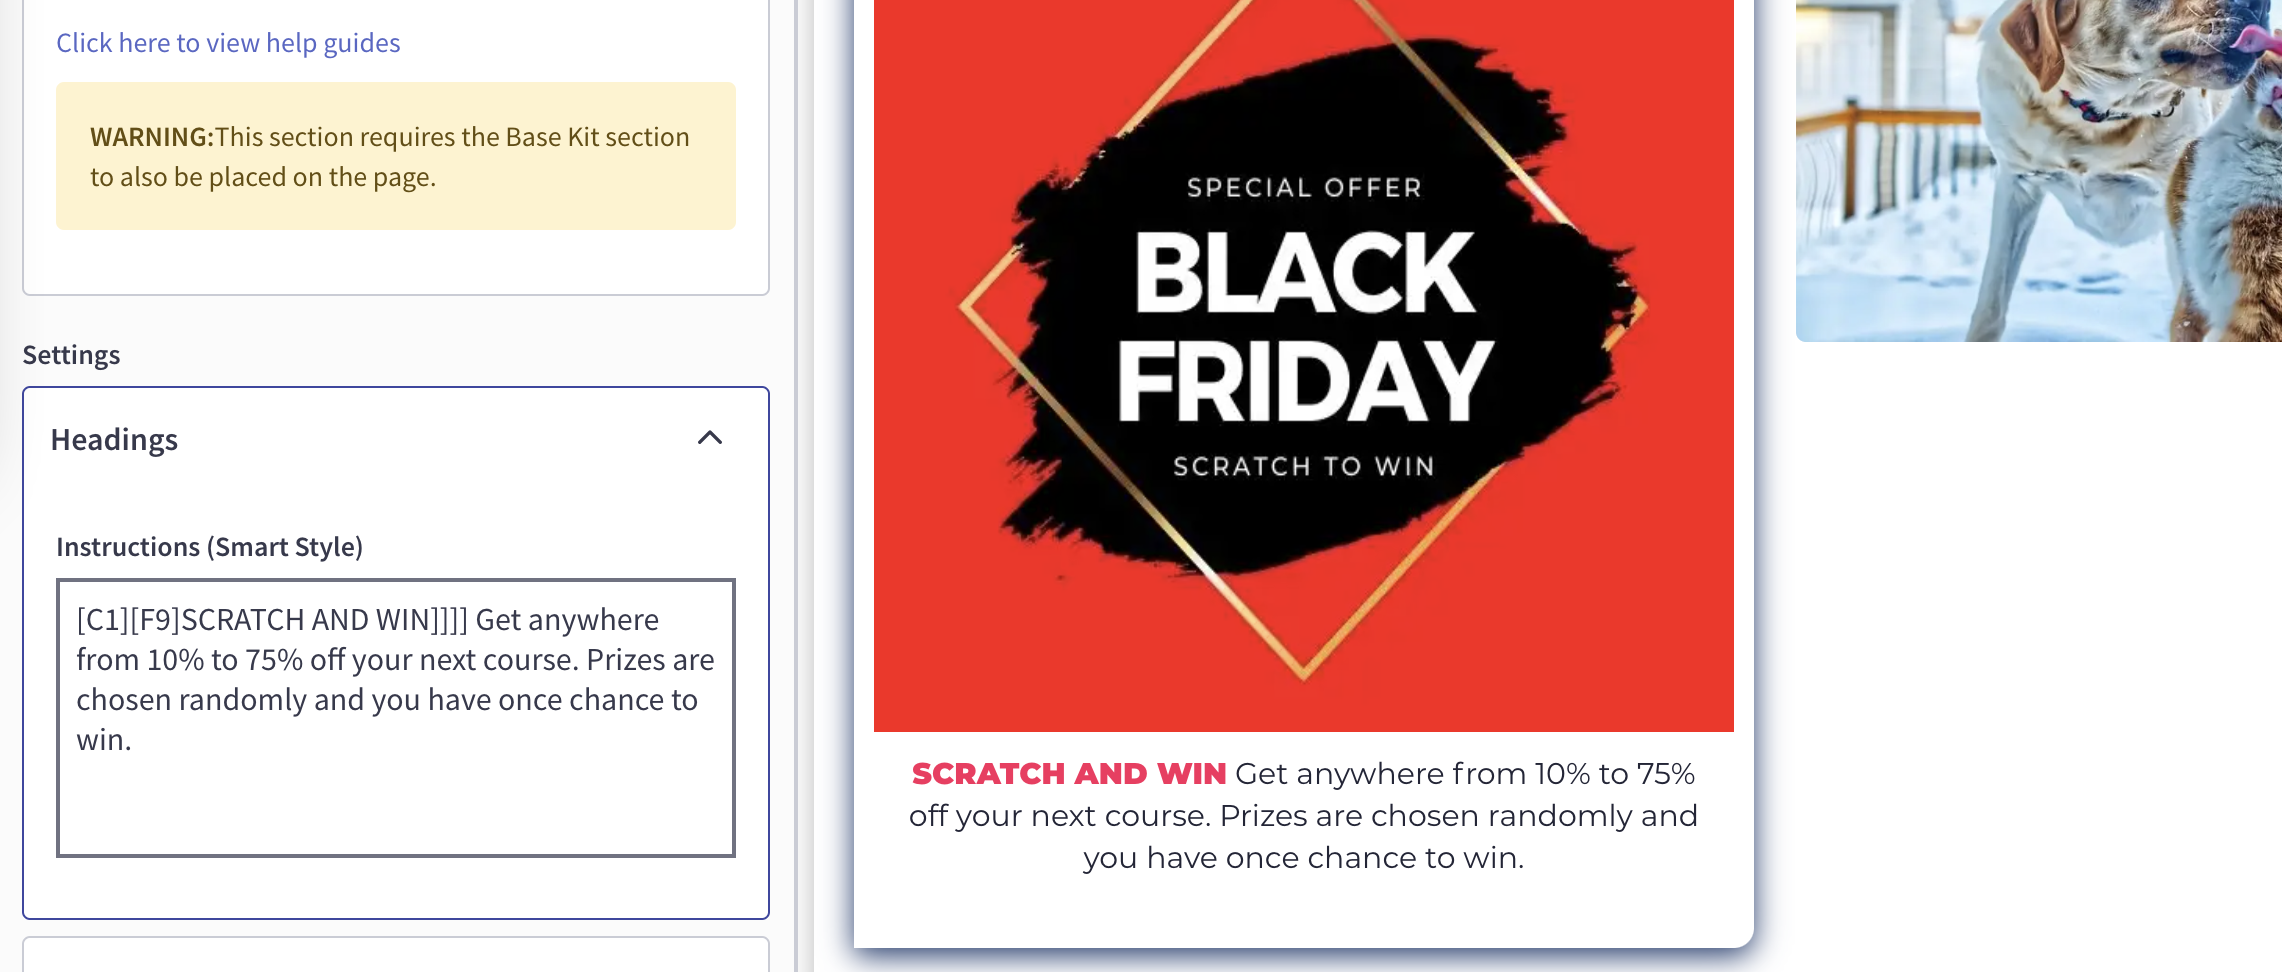 Click here to view help guides
WARNING:This section requires the Base Kit section
to also be placed on the page.
Settings
Headings
Instructions (Smart Style)
[C1][F9]SCRATCH AND WIN]]]] Get anywhere
from 10% to 75% off your next course. Prizes are
chosen randomly and you have once chance to
win.
SPECIAL OFFER
BLACK
FRIDAY
SCRATCH TO WIN
SCRATCH AND WIN Get anywhere from 10% to 75%
off your next course. Prizes are chosen randomly and
you have once chance to win.